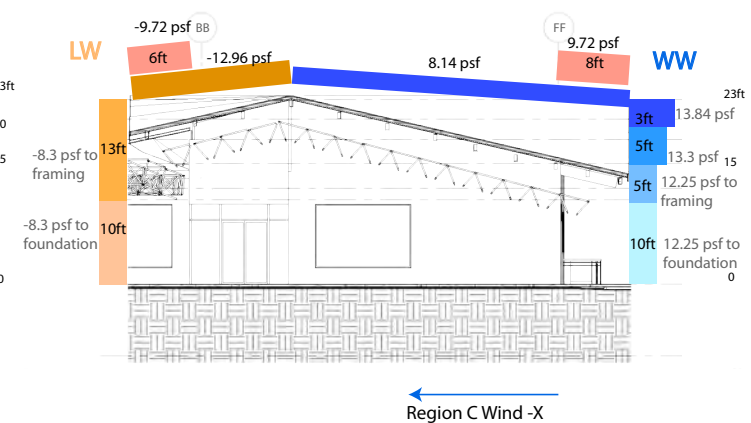 -9.72 psf
BB
FF
LW
6ft
-12.96 psf
8.14 psf
9.72 psf
8ft
WW
3ft
23ft
0
3ft
13.84 psf
13ft
5ft
5
-8.3 psf to
framing
13.3 psf
15
5ft
12.25 psf to
framing
-8.3 psf to
foundation
10ft
10ft
12.25 psf to
foundation
0
0
Region C Wind -X